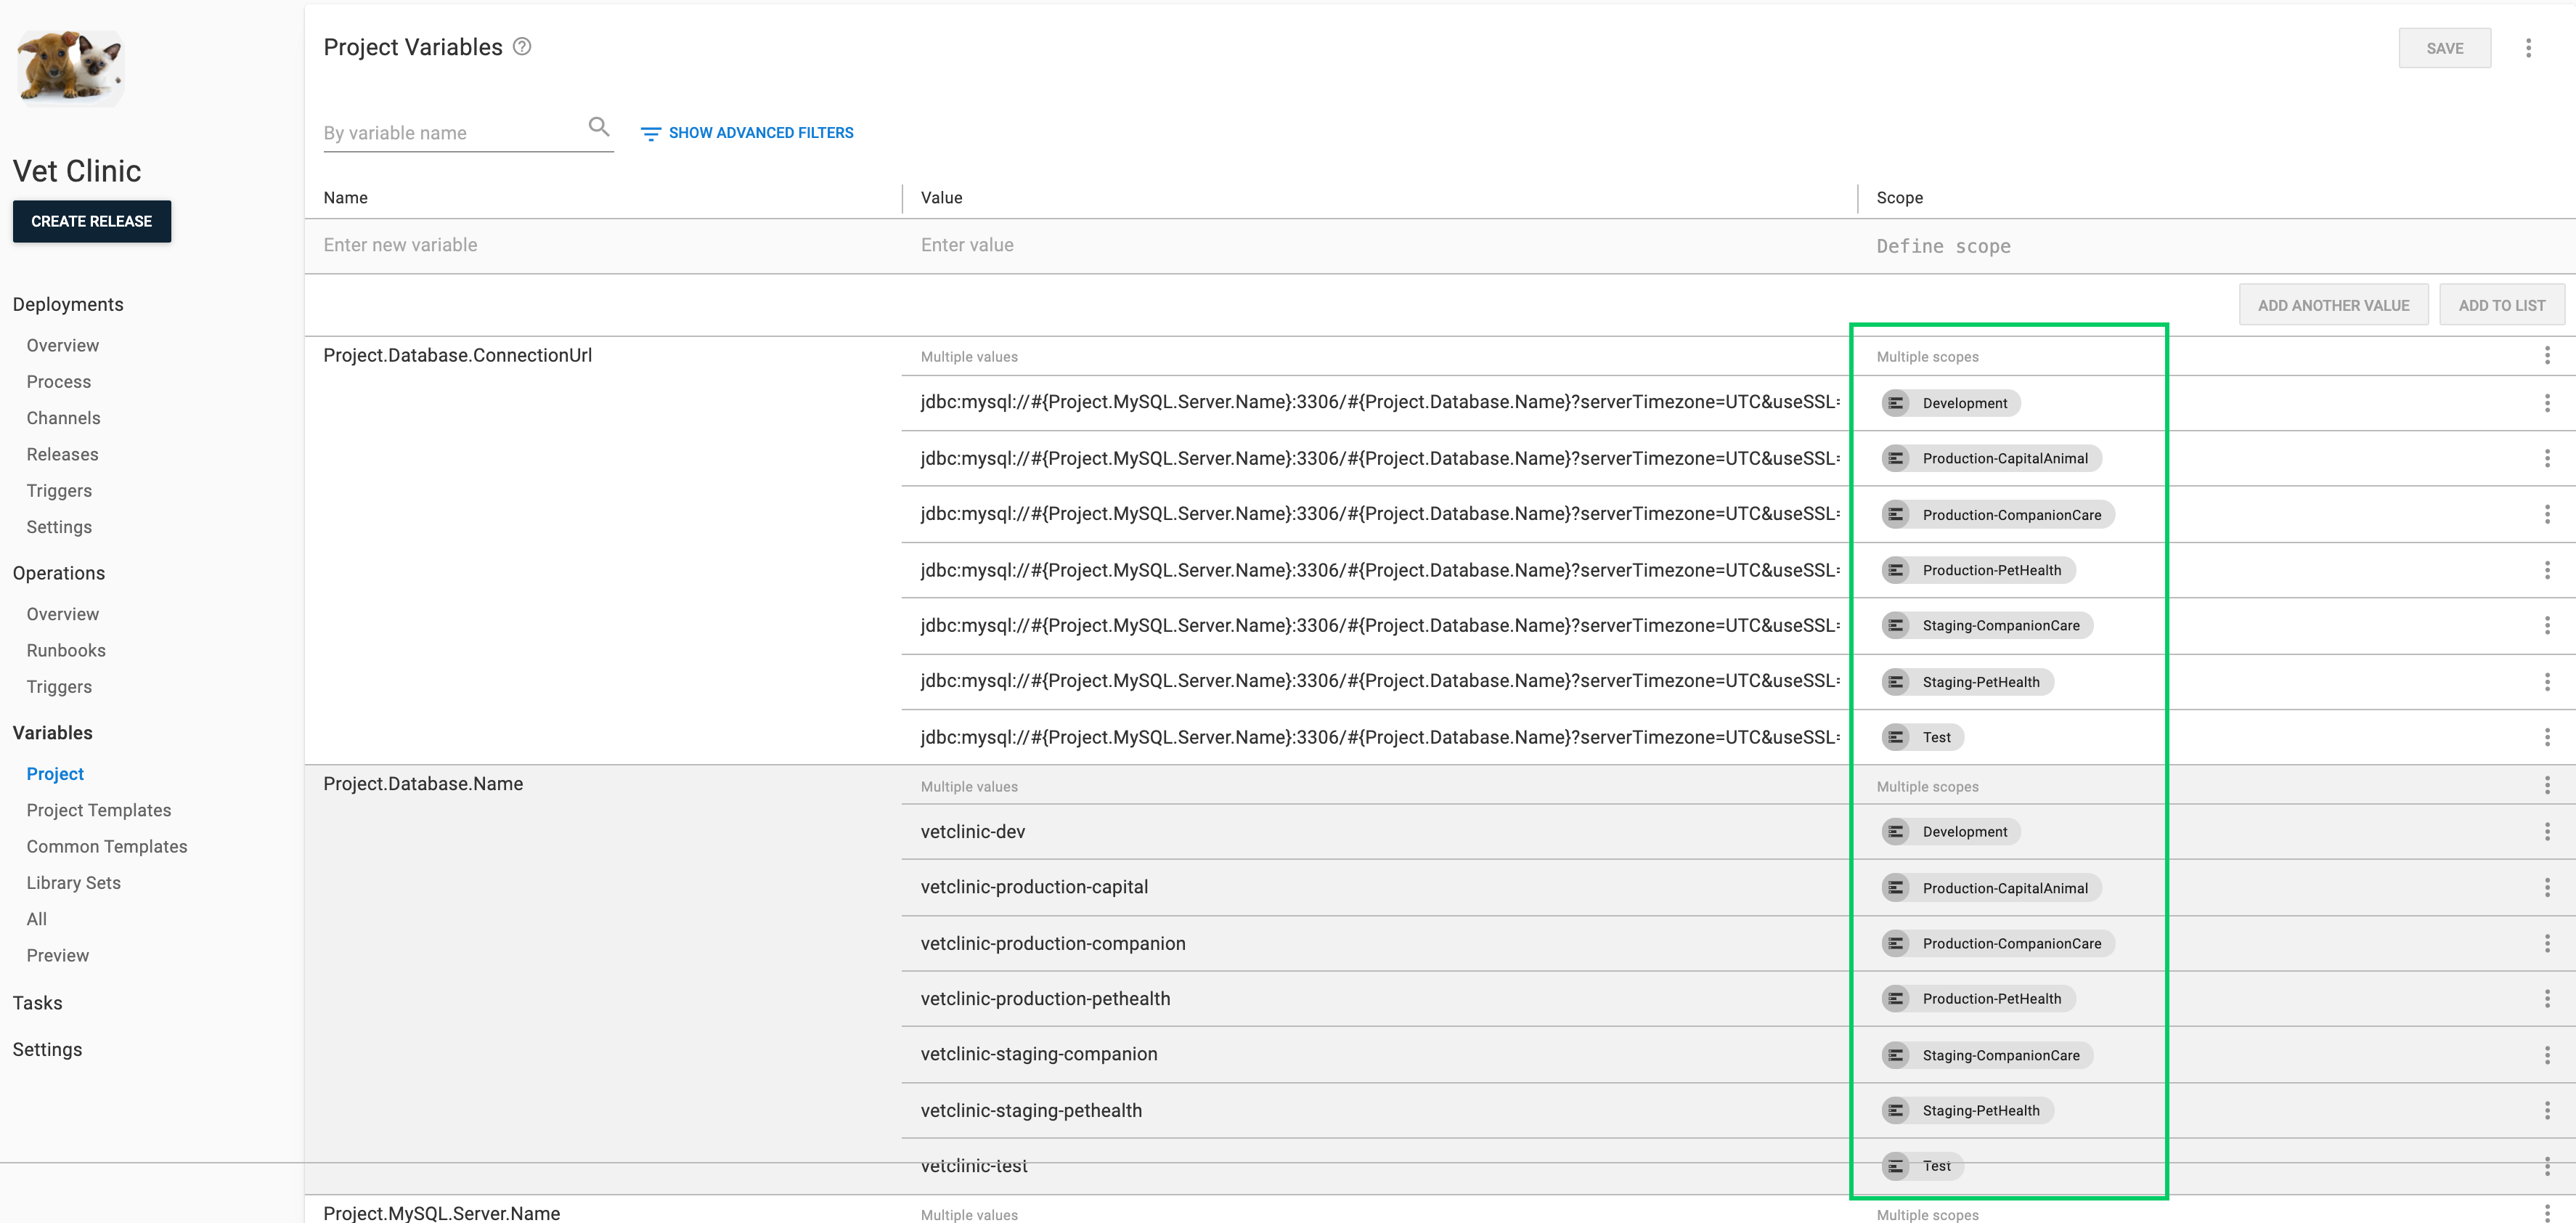 Project Variables ?
SAVE
By variable name
SHOW ADVANCED FILTERS
Vet Clinic
CREATE RELEASE
Deployments
Overview
Process
Channels
Releases
Triggers
Settings
Operations
Overview
Runbooks
Triggers
Variables
Project
Project Templates
Common Templates
Library Sets
All
Preview
Tasks
Settings
Name Value Scope
Enter new variable Enter value Define scope
ADD ANOTHER VALUE ADD TO LIST
Project.Database.ConnectionUrl Multiple values Multiple scopes
jdbc:mysql://#{Project.MySQL.Server.Name}:3306/#{Project.Database.Name}?serverTimezone=UTC&useSSL= Development
jdbc:mysql://#{Project.MySQL.Server.Name}:3306/#{Project.Database.Name}?serverTimezone=UTC&useSSL= Production-CapitalAnimal
jdbc:mysql://#{Project.MySQL.Server.Name}:3306/#{Project.Database.Name}?serverTimezone=UTC&useSSL= Production-CompanionCare
jdbc:mysql://#{Project.MySQL.Server.Name}:3306/#{Project.Database.Name}?serverTimezone=UTC&useSSL= Production-PetHealth
jdbc:mysql://#{Project.MySQL.Server.Name}:3306/#{Project.Database.Name}?serverTimezone=UTC&useSSL= Staging-CompanionCare
jdbc:mysql://#{Project.MySQL.Server.Name}:3306/#{Project.Database.Name}?serverTimezone=UTC&useSSL= Staging-PetHealth
jdbc:mysql://#{Project.MySQL.Server.Name}:3306/#{Project.Database.Name}?serverTimezone=UTC&useSSL= Test
Project.Database.Name Multiple values Multiple scopes
vetclinic-dev Development
vetclinic-production-capital Production-CapitalAnimal
vetclinic-production-companion Production-CompanionCare
vetclinic-production-pethealth Production-PetHealth
vetclinic-staging-companion Staging-CompanionCare
vetclinic-staging-pethealth Staging-PetHealth
vetclinic-test Test
Project.MySQL.Server.Name Multiple values Multiple scopes